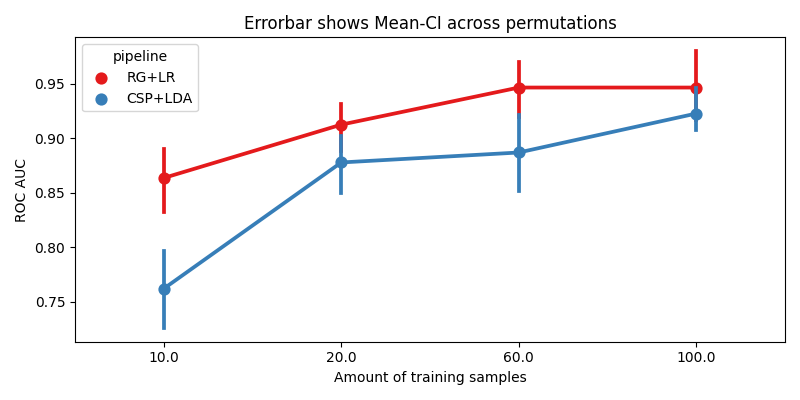 Errorbar shows Mean-CI across permutations
pipeline
RG+LR
CSP+LDA
ROC AUC
0.95
0.90
0.85
0.80
0.75
10.0
20.0
60.0
100.0
Amount of training samples